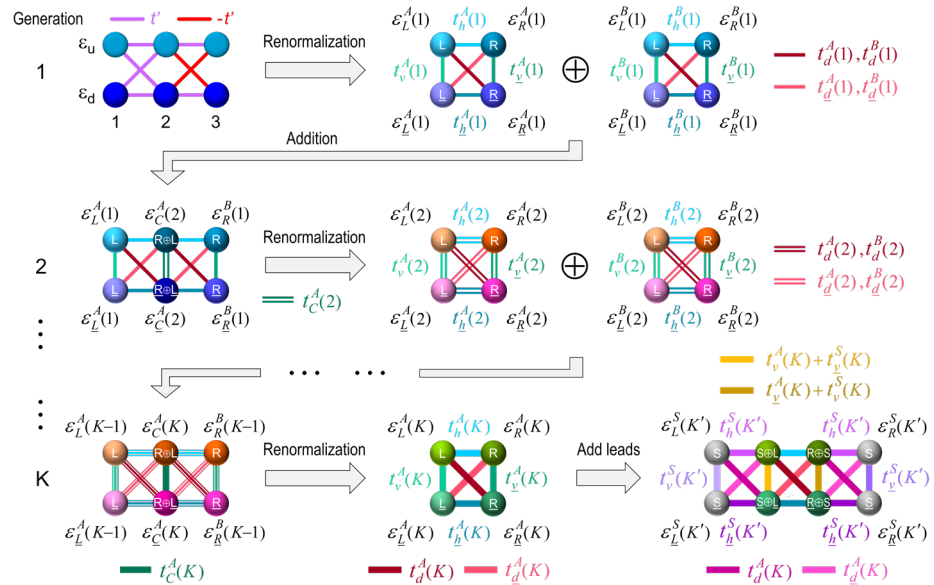 Generation t' -t'
ε_u
ε_d
1
1 2 3
Renormalization
ε_L^A(1) t_h^A(1) ε_R^A(1)
t_v^A(1) L R t_v̲^A(1)
L̲ R̲
ε_L̲^A(1) t_h̲^A(1) ε_R̲^A(1)
⊕
ε_L^B(1) t_h^B(1) ε_R^B(1)
t_v^B(1) L R t_v̲^B(1)
L̲ R̲
ε_L̲^B(1) t_h̲^B(1) ε_R̲^B(1)
t_d^A(1), t_d^B(1)
t_d̲^A(1), t_d̲^B(1)
Addition
2
ε_L^A(1) ε_C^A(2) ε_R^B(1)
L R⊕L R
L̲ R̲⊕L̲ R̲
ε_L̲^A(1) ε_C̲^A(2) ε_R̲^B(1)
Renormalization
t_C^A(2)
ε_L^A(2) t_h^A(2) ε_R^A(2)
t_v^A(2) L R t_v̲^A(2)
L̲ R̲
ε_L̲^A(2) t_h̲^A(2) ε_R̲^A(2)
⊕
ε_L^B(2) t_h^B(2) ε_R^B(2)
t_v^B(2) L R t_v̲^B(2)
L̲ R̲
ε_L̲^B(2) t_h̲^B(2) ε_R̲^B(2)
t_d^A(2), t_d^B(2)
t_d̲^A(2), t_d̲^B(2)
... ...
t_v^A(K) + t_v̲^S(K)
t_v̲^A(K) + t_v^S(K)
K
ε_L^A(K–1) ε_C^A(K) ε_R^B(K–1)
L R⊕L R
L̲ R̲⊕L̲ R̲
ε_L̲^A(K–1) ε_C̲^A(K) ε_R̲^B(K–1)
t_C^A(K)
Renormalization
ε_L^A(K) t_h^A(K) ε_R^A(K)
t_v^A(K) L R t_v̲^A(K)
L̲ R̲
ε_L̲^A(K) t_h̲^A(K) ε_R̲^A(K)
t_d^A(K) t_d̲^A(K)
Add leads
ε_L^S(K') t_h^S(K') t_h^S(K') ε_R^S(K')
S S⊕L R⊕S S
t_v^S(K') t_v̲^S(K')
S̲ S̲⊕L̲ R̲⊕S̲ S̲
ε_L̲^S(K') t_h̲^S(K') t_h̲^S(K') ε_R̲^S(K')
t_d^A(K) t_d̲^A(K)